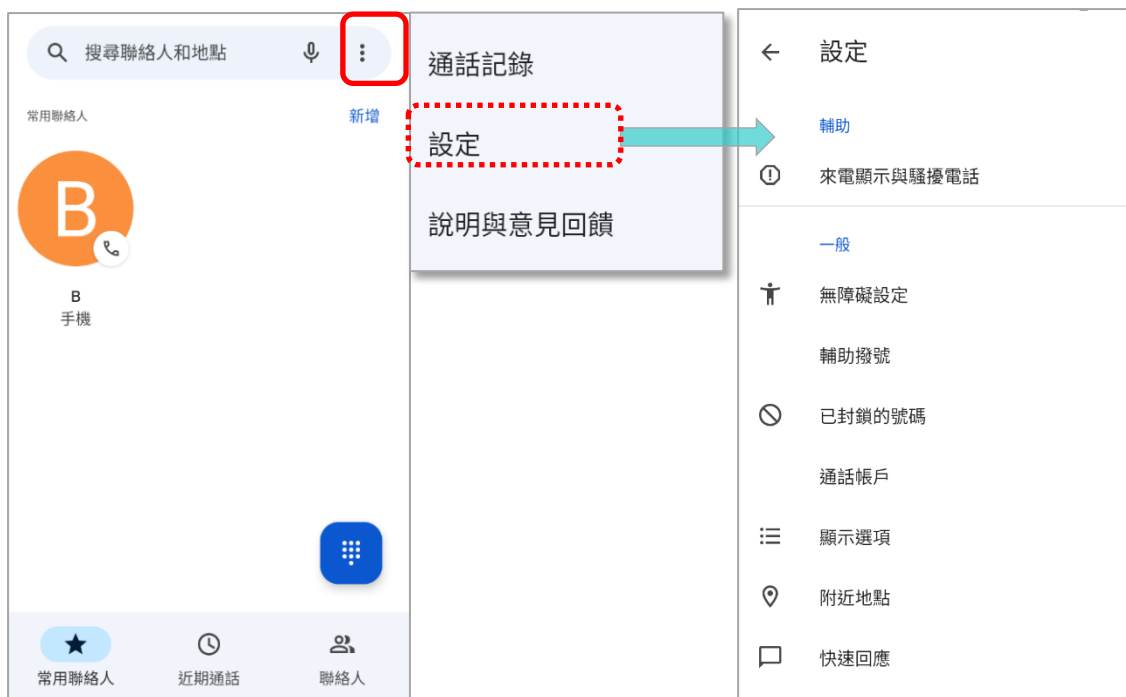 搜尋聯絡人和地點
常用聯絡人
新增
B
B
手機
常用聯絡人
近期通話
聯絡人
通話記錄
設定
說明與意見回饋
設定
輔助
來電顯示與騷擾電話
一般
無障礙設定
輔助撥號
已封鎖的號碼
通話帳戶
顯示選項
附近地點
快速回應